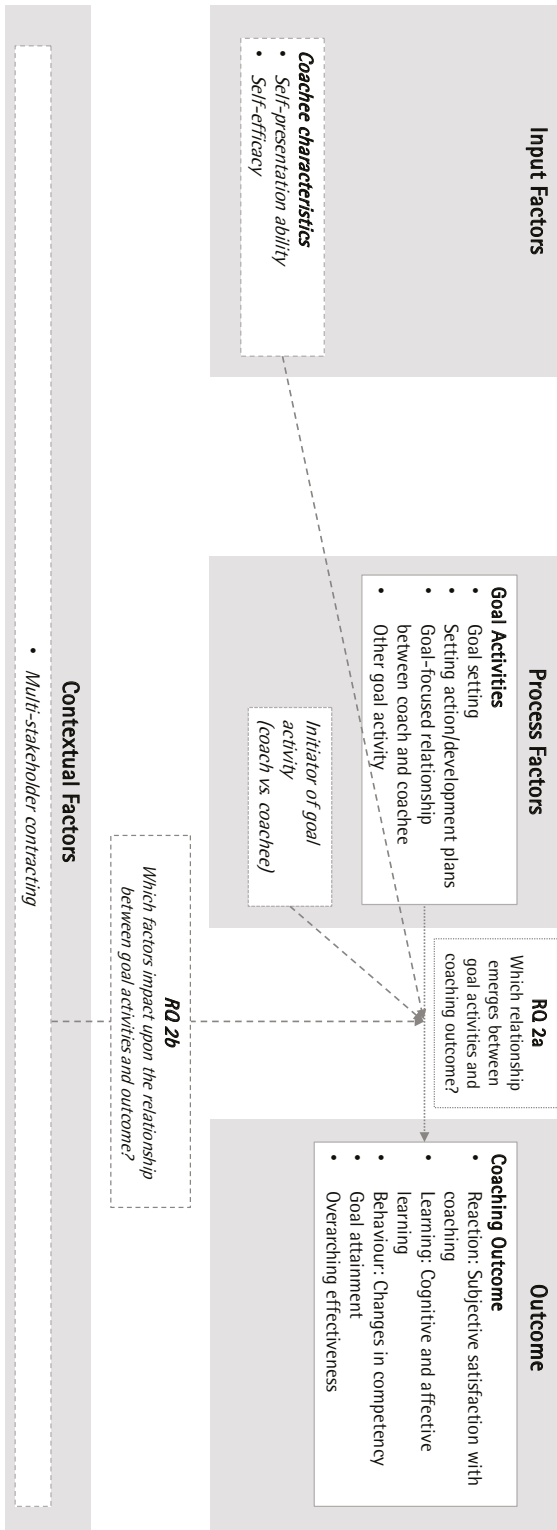 Input Factors
Coachee characteristics
• Self-presentation ability
• Self-efficacy
Process Factors
Goal Activities
• Goal setting
• Setting action/development plans
• Goal-focused relationship
between coach and coachee
• Other goal activity
Initiator of goal
activity
(coach vs. coachee)
RQ 2a
Which relationship
emerges between
goal activities and
coaching outcome?
Outcome
Coaching Outcome
• Reaction: Subjective satisfaction with
coaching
• Learning: Cognitive and affective
learning
• Behaviour: Changes in competency
• Goal attainment
• Overarching effectiveness
RQ 2b
Which factors impact upon the relationship
between goal activities and outcome?
Contextual Factors
• Multi-stakeholder contracting